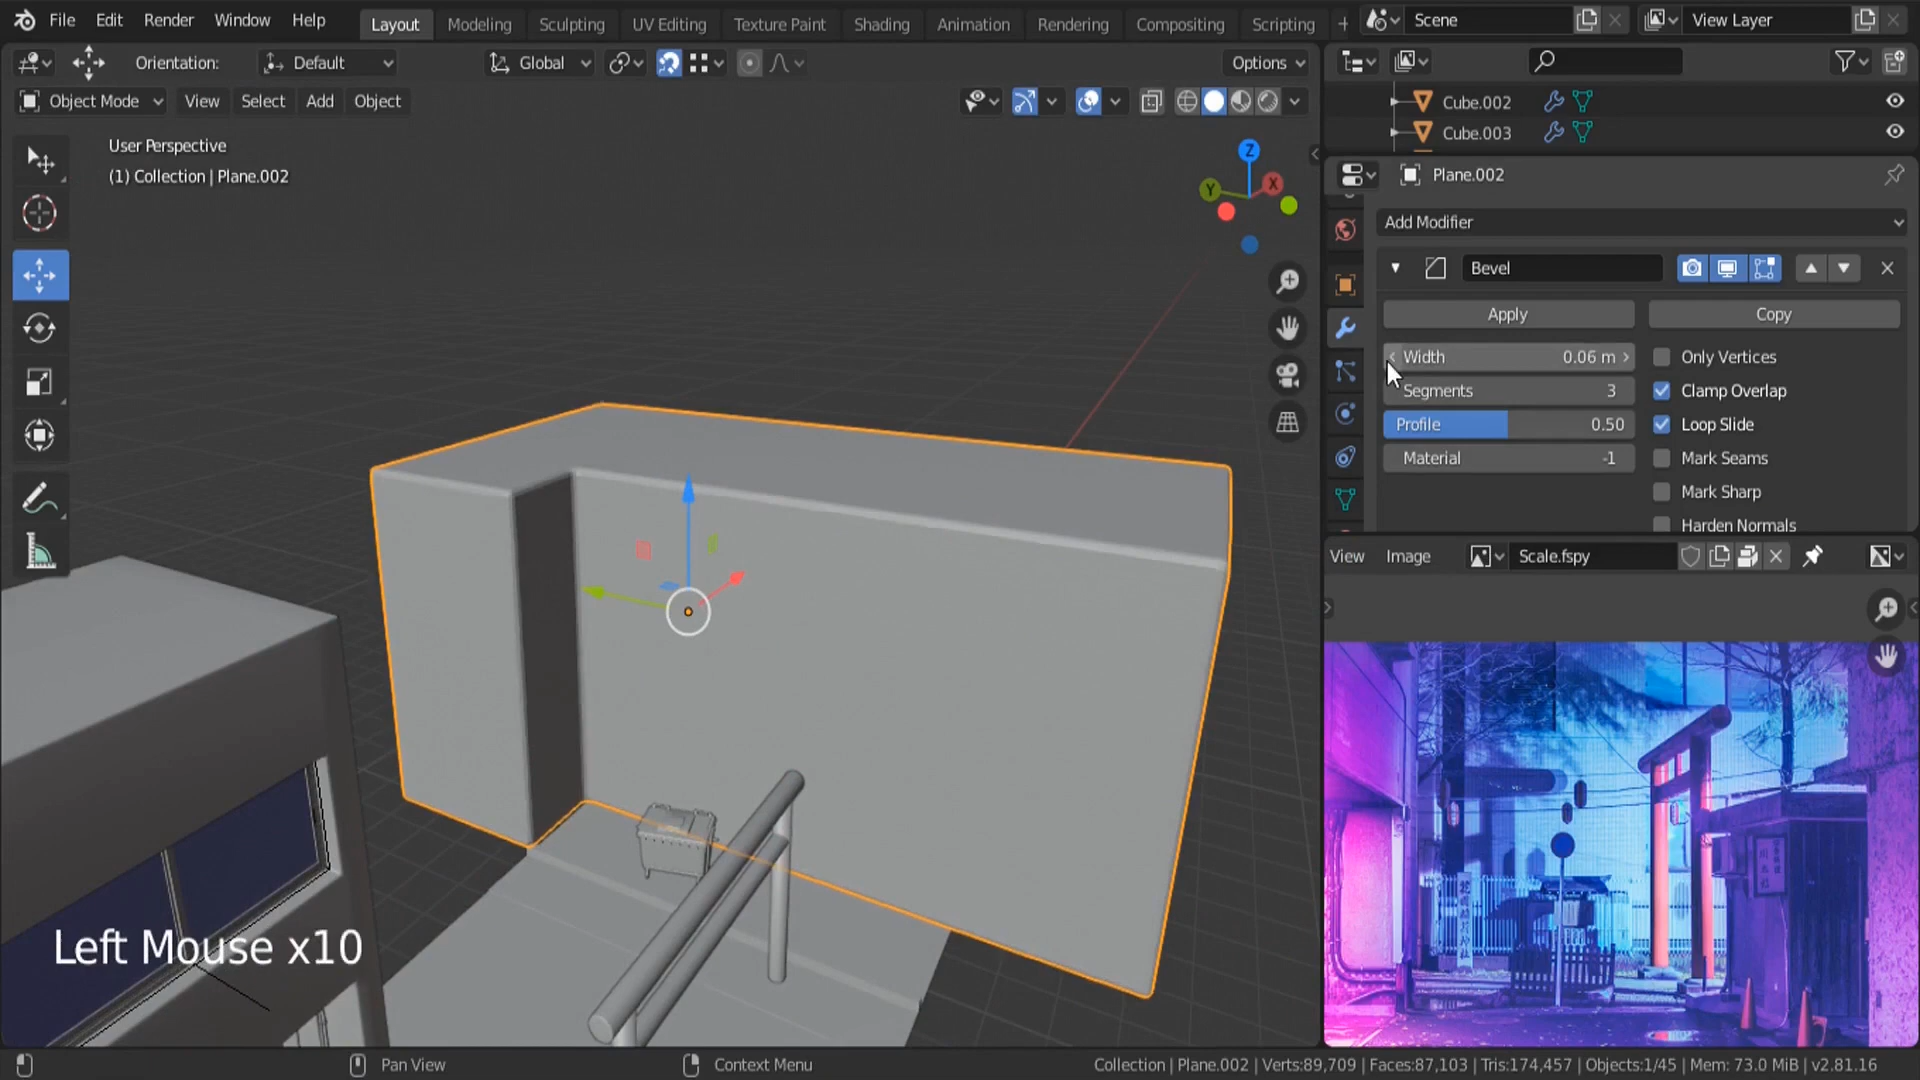 File Edit Render Window Help Layout Modeling Sculpting UV Editing Texture Paint Shading Animation Rendering Compositing Scripting + Scene View Layer
Orientation: Default Global Options
Object Mode View Select Add Object
Cube.002
Cube.003
User Perspective
(1) Collection | Plane.002
Z
Y
X
Plane.002
Add Modifier
Bevel
Apply Copy
Width 0.06 m Only Vertices
Segments 3 Clamp Overlap
Profile 0.50 Loop Slide
Material -1 Mark Seams
Mark Sharp
Harden Normals
View Image Scale.fspy
Left Mouse x10
Pan View Context Menu Collection | Plane.002 | Verts:89,709 | Faces:87,103 | Tris:174,457 | Objects:1/45 | Mem: 73.0 MiB | v2.81.16